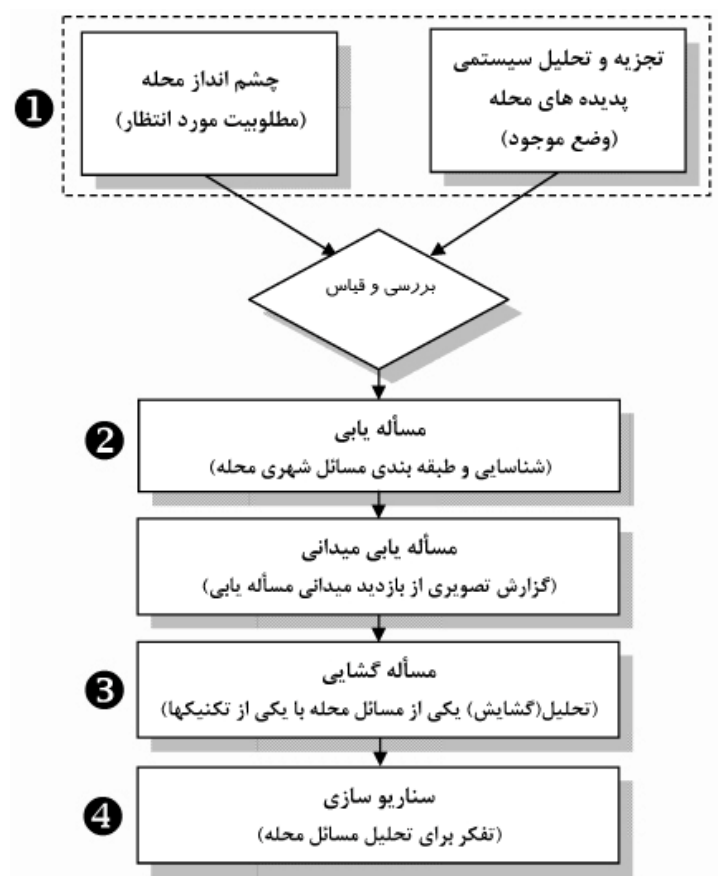 ❶
تجزیه و تحلیل سیستمی
پدیده های محله
(وضع موجود)
چشم انداز محله
(مطلوبیت مورد انتظار)
بررسی و قیاس
❷
مسأله یابی
(شناسایی و طبقه بندی مسائل شهری محله)
مسأله یابی میدانی
(گزارش تصویری از بازدید میدانی مسأله یابی)
❸
مسأله گشایی
(تحلیل(گشایش) یکی از مسائل محله با یکی از تکنیکها)
❹
سناریو سازی
(تفکر برای تحلیل مسائل محله)